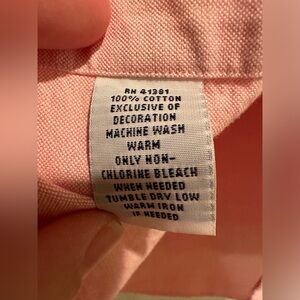 RN 41381
100% COTTON
EXCLUSIVE OF
DECORATION
MACHINE WASH
WARM
ONLY NON-
CHLORINE BLEACH
WHEN NEEDED
TUMBLE DRY LOW
WARM IRON
IF NEEDED